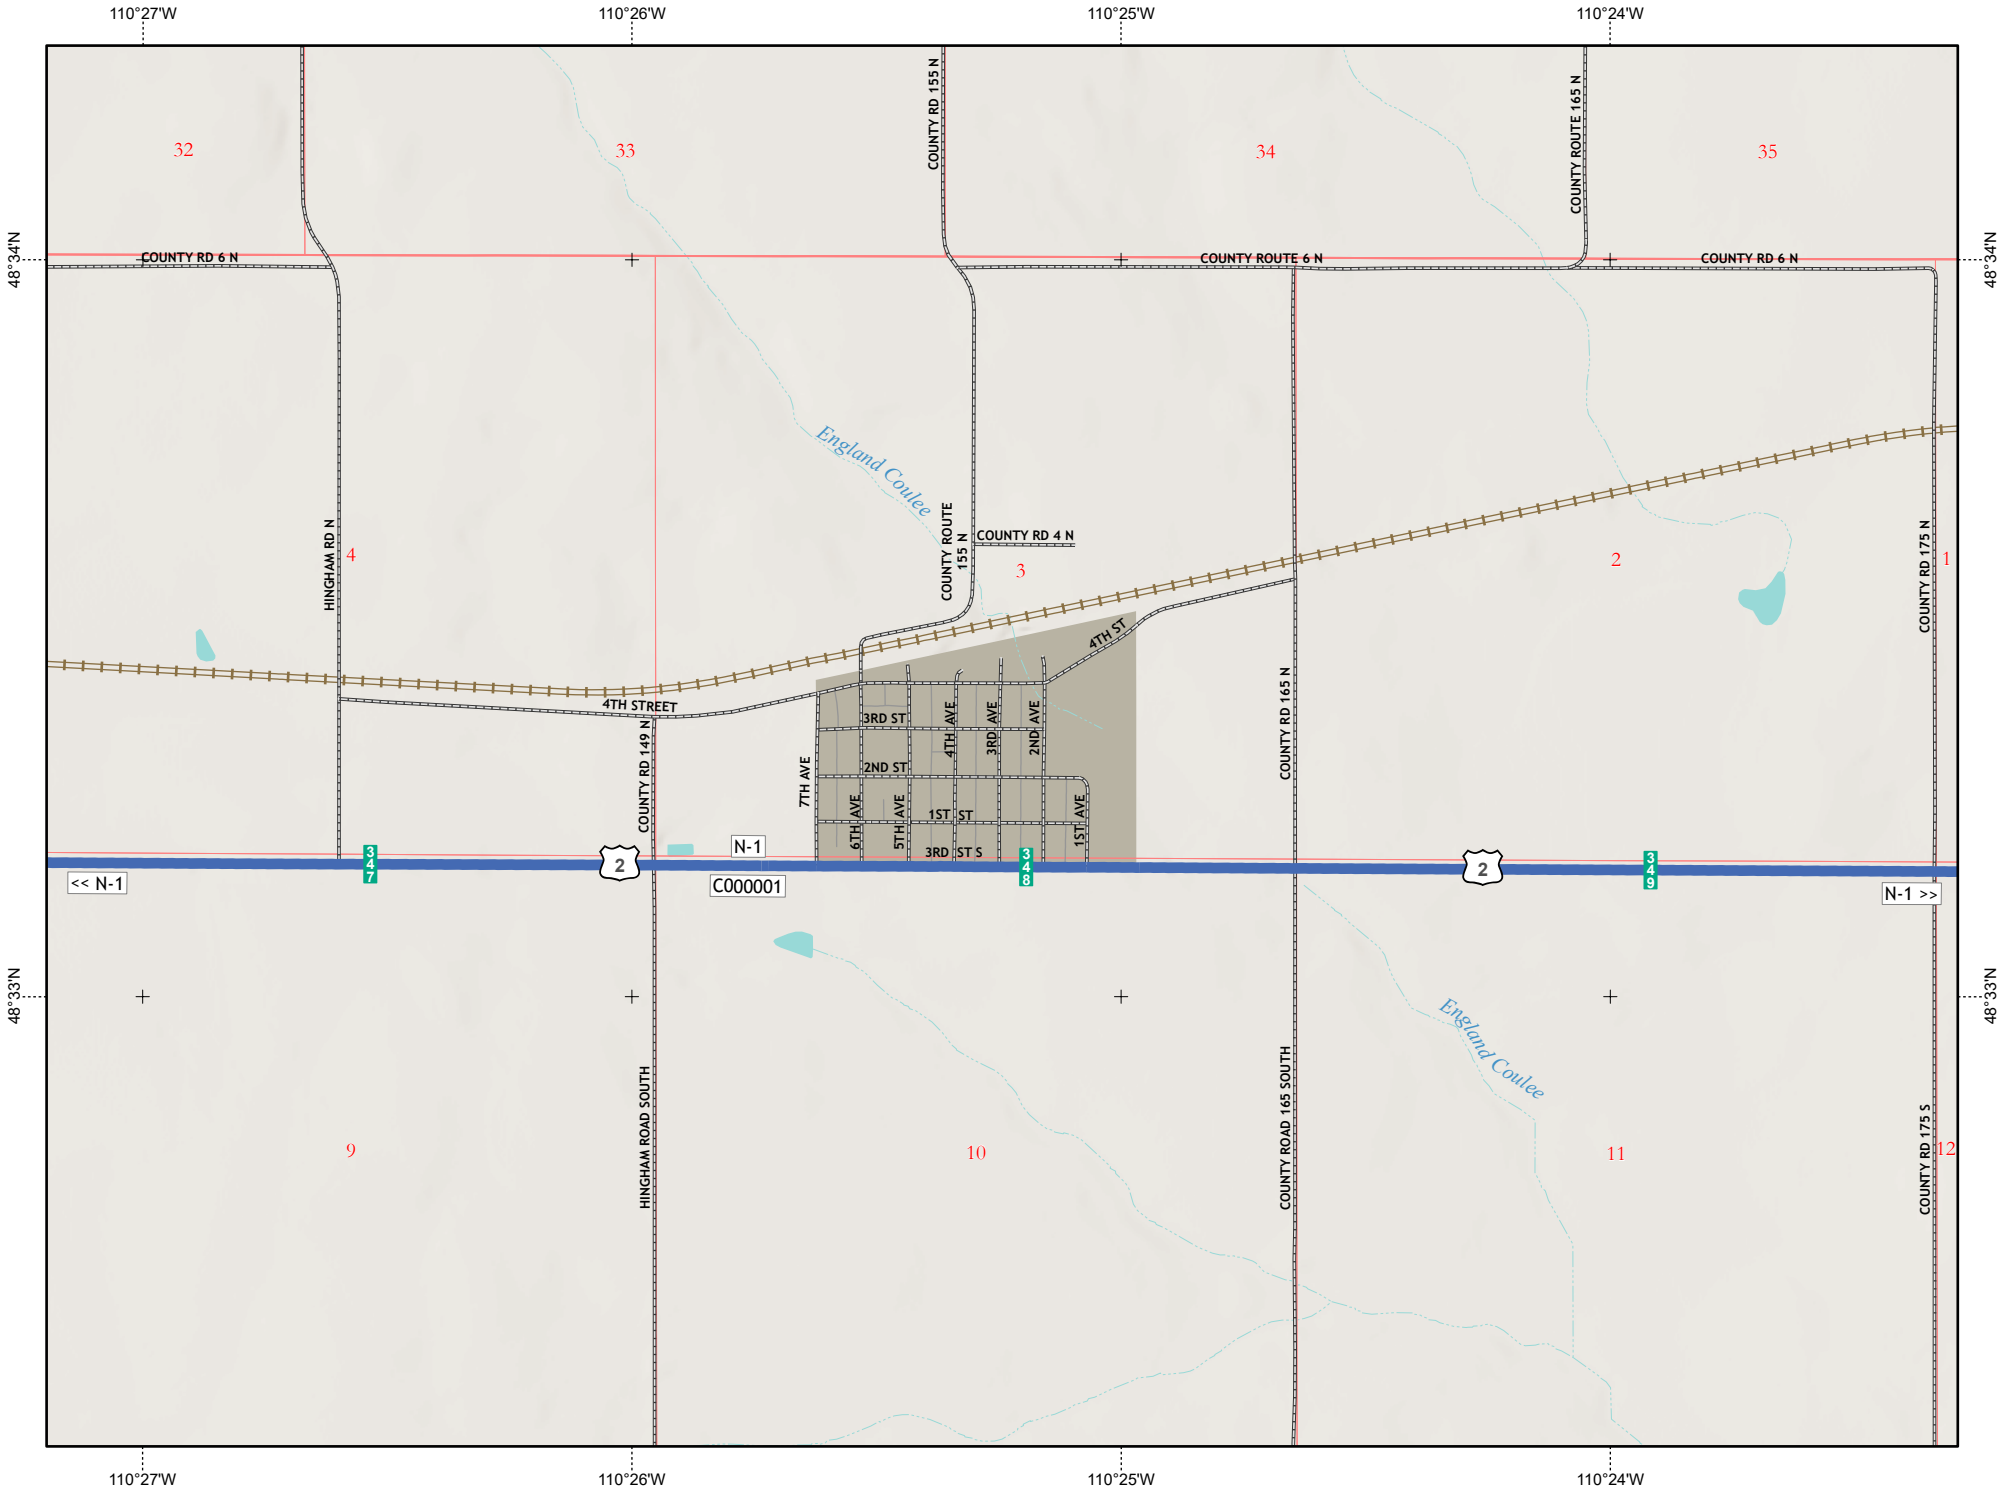 110°27'W
110°26'W
110°25'W
110°24'W
COUNTY RD 155 N
COUNTY ROUTE 165 N
32
33
34
35
48°34'N
COUNTY RD 6 N
COUNTY ROUTE 6 N
COUNTY RD 6 N
48°34'N
England Coulee
HINGHAM RD N
4
COUNTY ROUTE
155 N
COUNTY RD 4 N
3
2
COUNTY RD 175 N
1
4TH ST
4TH STREET
COUNTY RD 149 N
3RD ST
4TH AVE
3RD AVE
2ND AVE
COUNTY RD 165 N
7TH AVE
2ND ST
6TH AVE
5TH AVE
1ST ST
1ST AVE
3RD ST S
N-1
347
2
348
2
349
<< N-1
C000001
N-1 >>
48°33'N
48°33'N
England Coulee
HINGHAM ROAD SOUTH
COUNTY ROAD 165 SOUTH
COUNTY RD 175 S
9
10
11
12
110°27'W
110°26'W
110°25'W
110°24'W